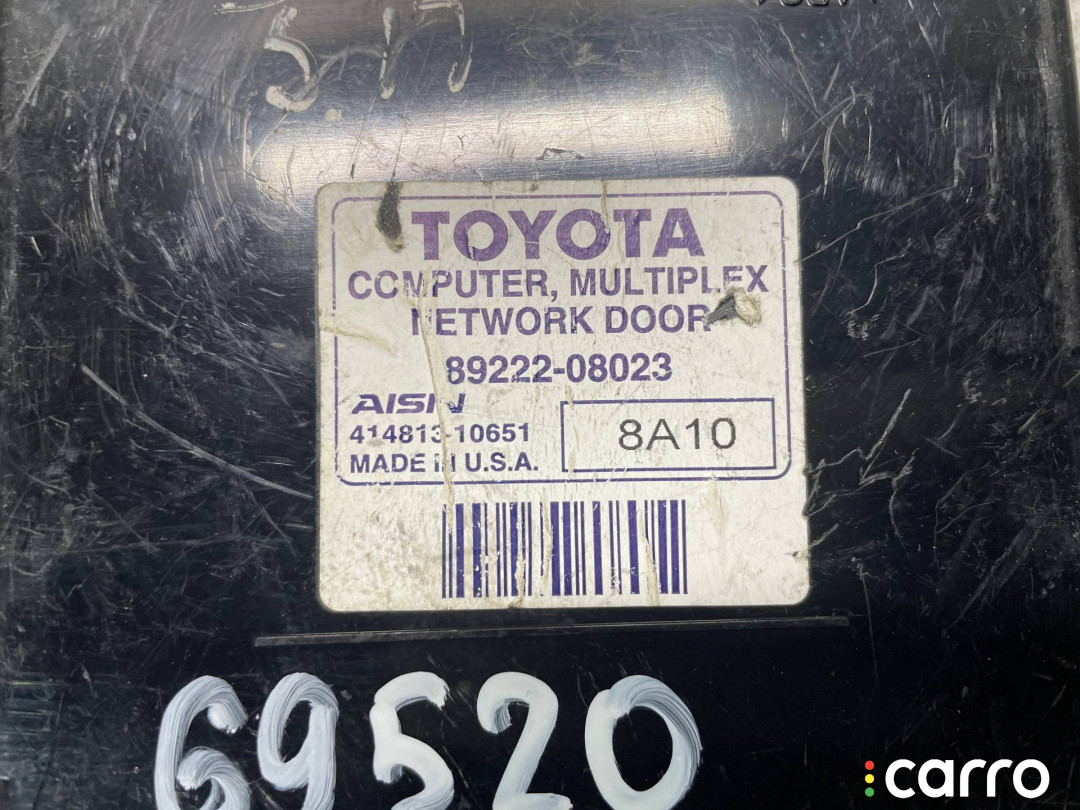 TOYOTA
COMPUTER, MULTIPLEX
NETWORK DOOR
89222-08023
AISIN
414813-10651
8A10
MADE IN U.S.A.
69520
carro